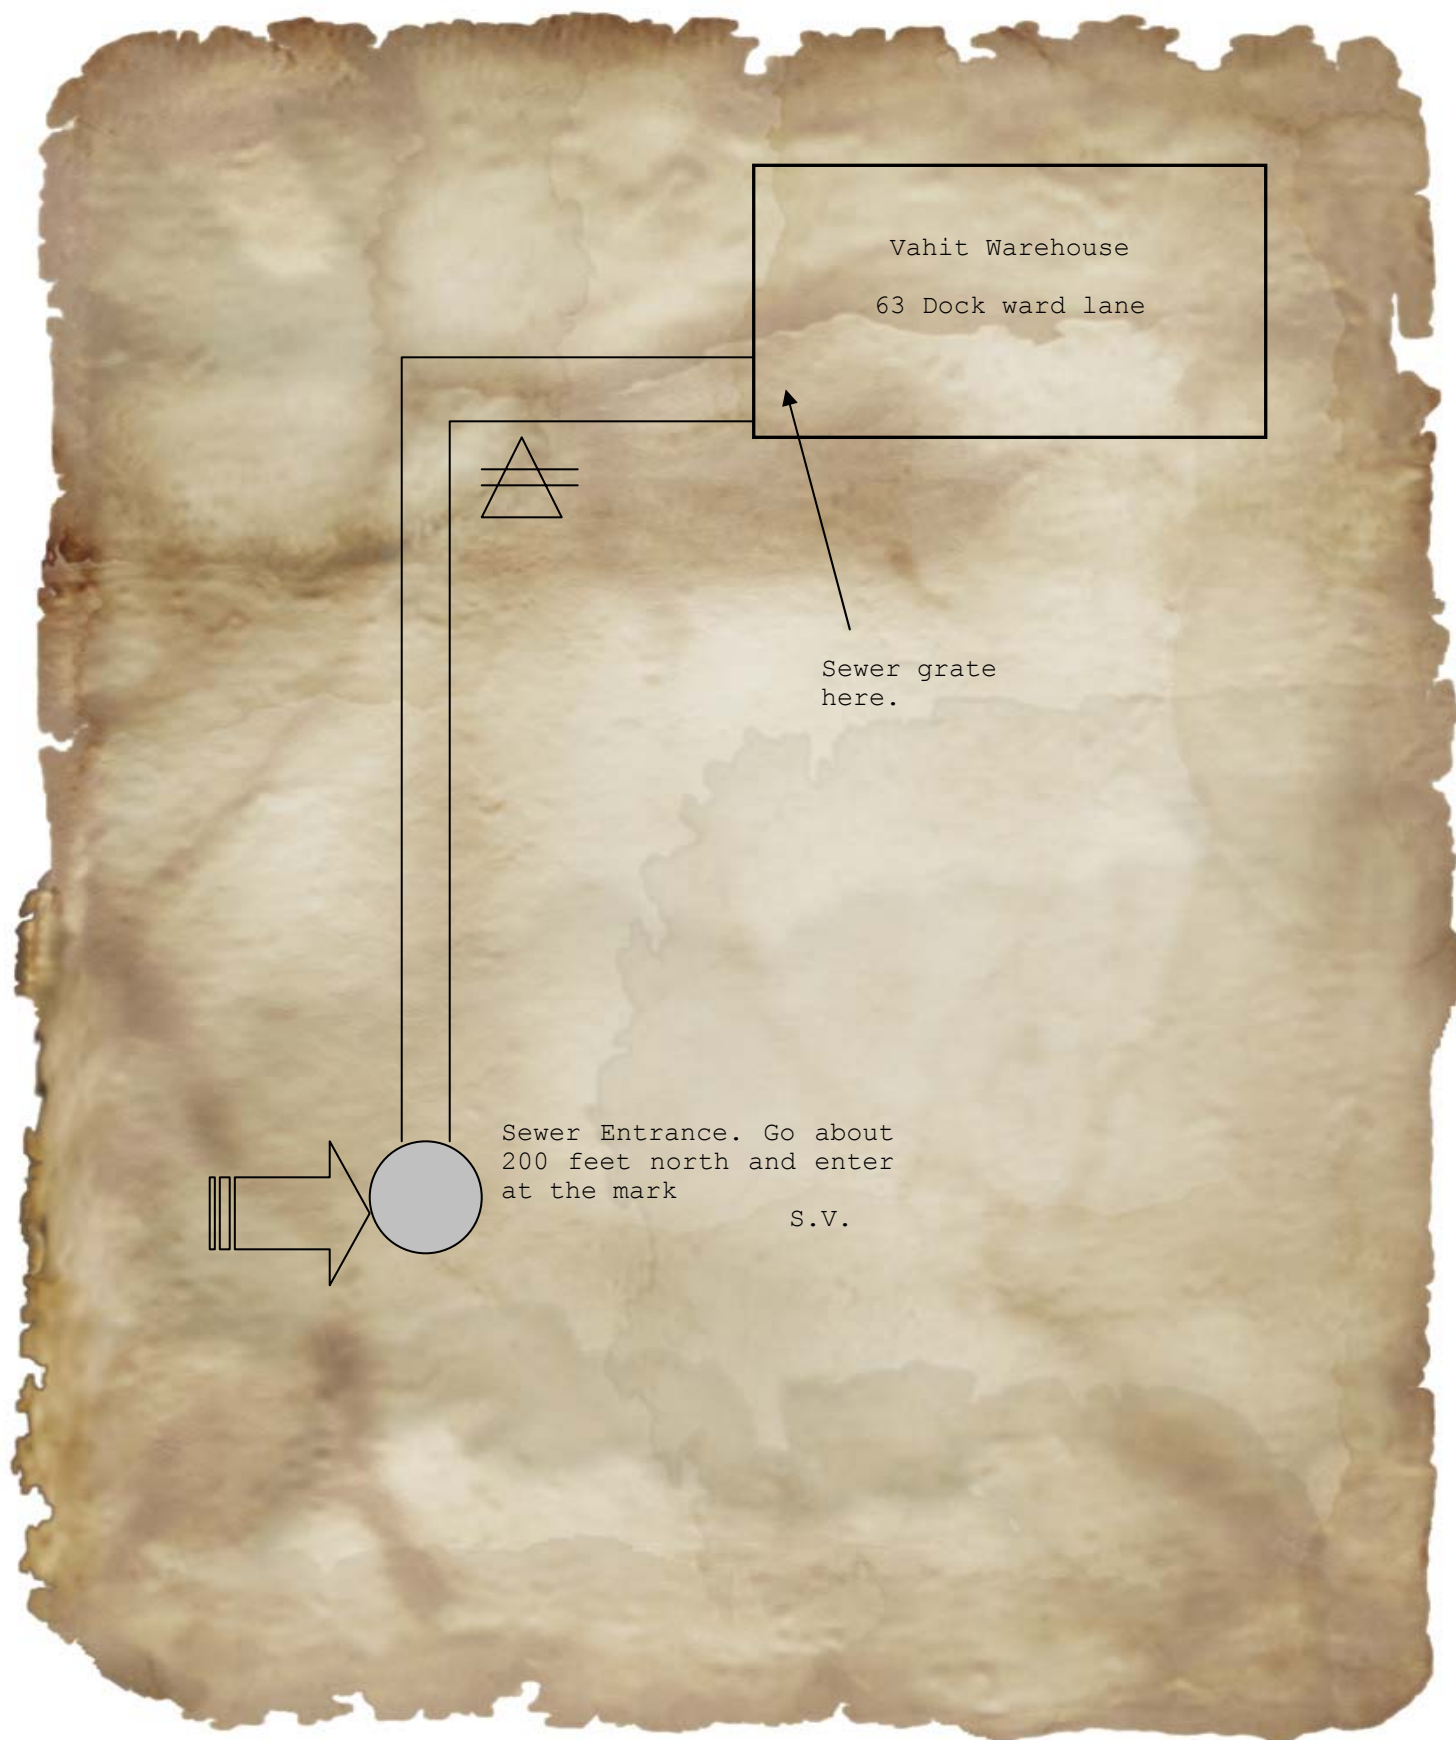 Vahit Warehouse
63 Dock ward lane
Sewer grate
here.
Sewer Entrance. Go about
200 feet north and enter
at the mark
S.V.